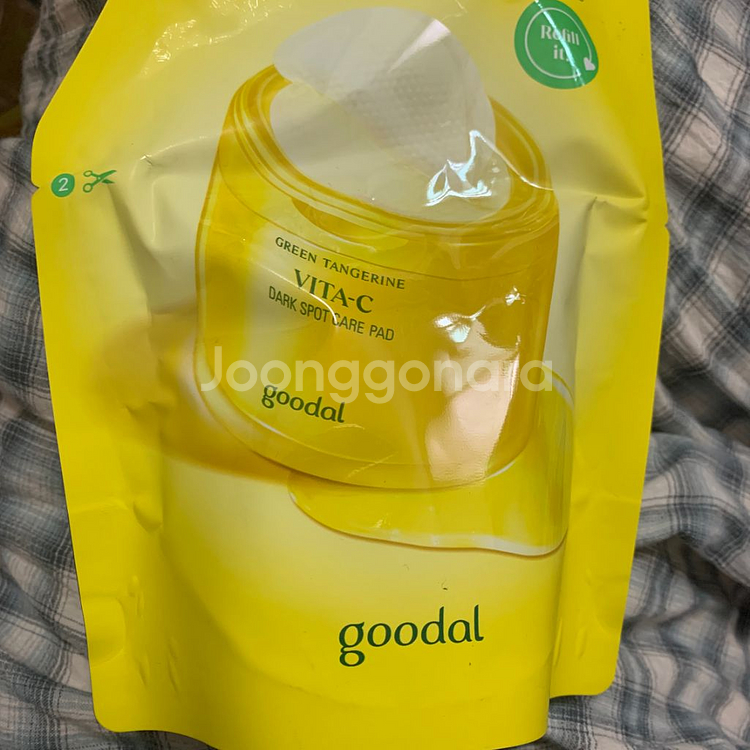 Refill
it!
2
GREEN TANGERINE
VITA-C
DARK SPOT CARE PAD
Joonggonara
goodal
goodal